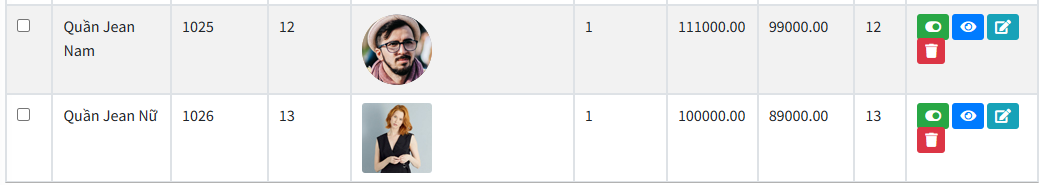 Quần Jean Nam 1025 12 1 111000.00 99000.00 12
Quần Jean Nữ 1026 13 1 100000.00 89000.00 13